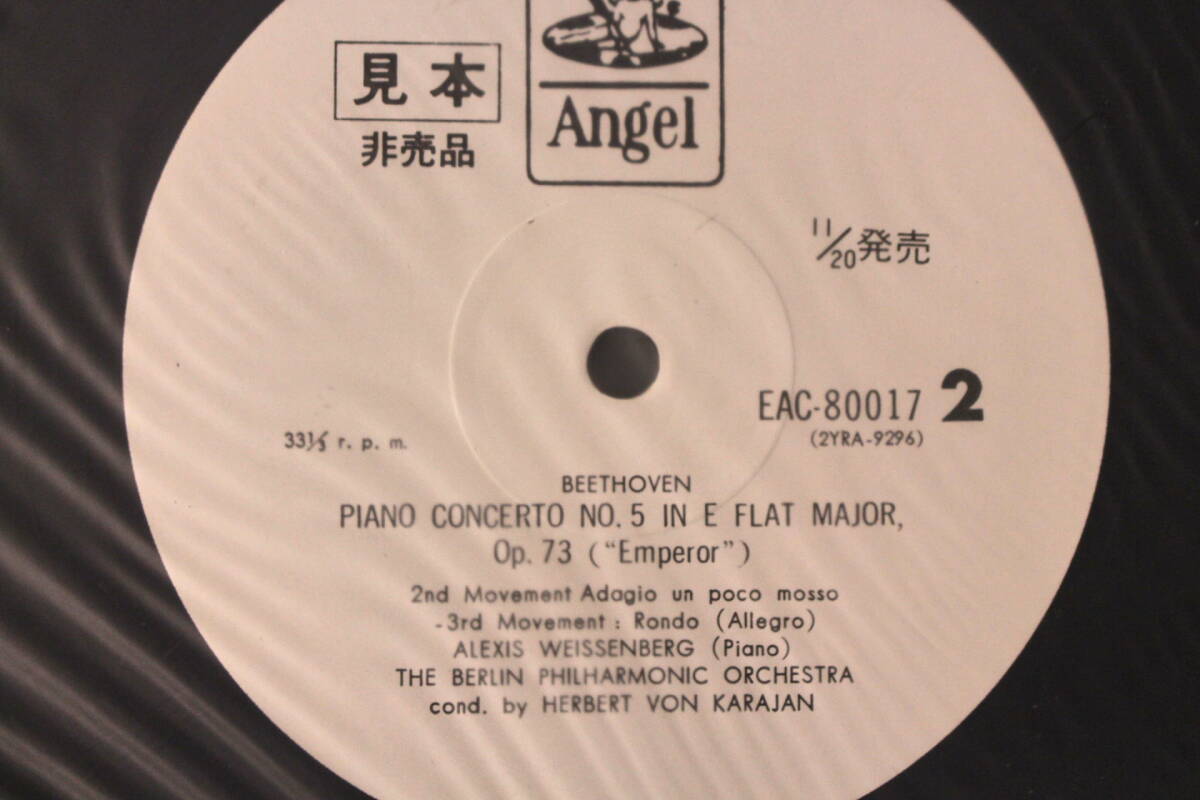 見本
非売品
Angel
11/20発売
EAC-80017 2
(2YRA-9296)
33⅓ r. p. m.
BEETHOVEN
PIANO CONCERTO NO. 5 IN E FLAT MAJOR,
Op. 73 ("Emperor")
2nd Movement Adagio un poco mosso
-3rd Movement : Rondo (Allegro)
ALEXIS WEISSENBERG (Piano)
THE BERLIN PHILHARMONIC ORCHESTRA
cond. by HERBERT VON KARAJAN